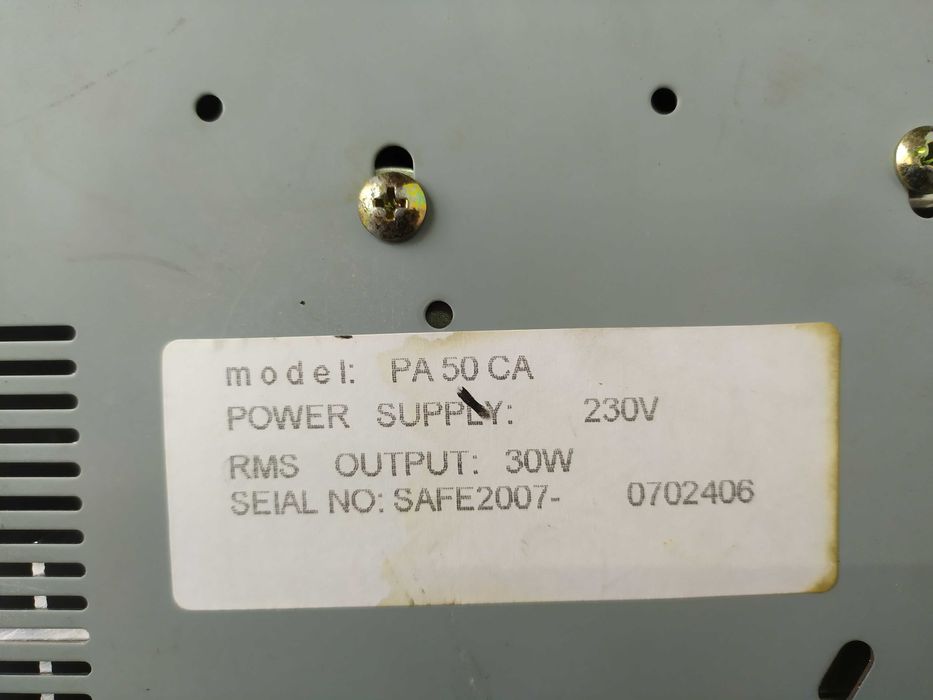 model: PA 50 CA
POWER SUPPLY: 230V
RMS OUTPUT: 30W
SEIAL NO: SAFE2007- 0702406